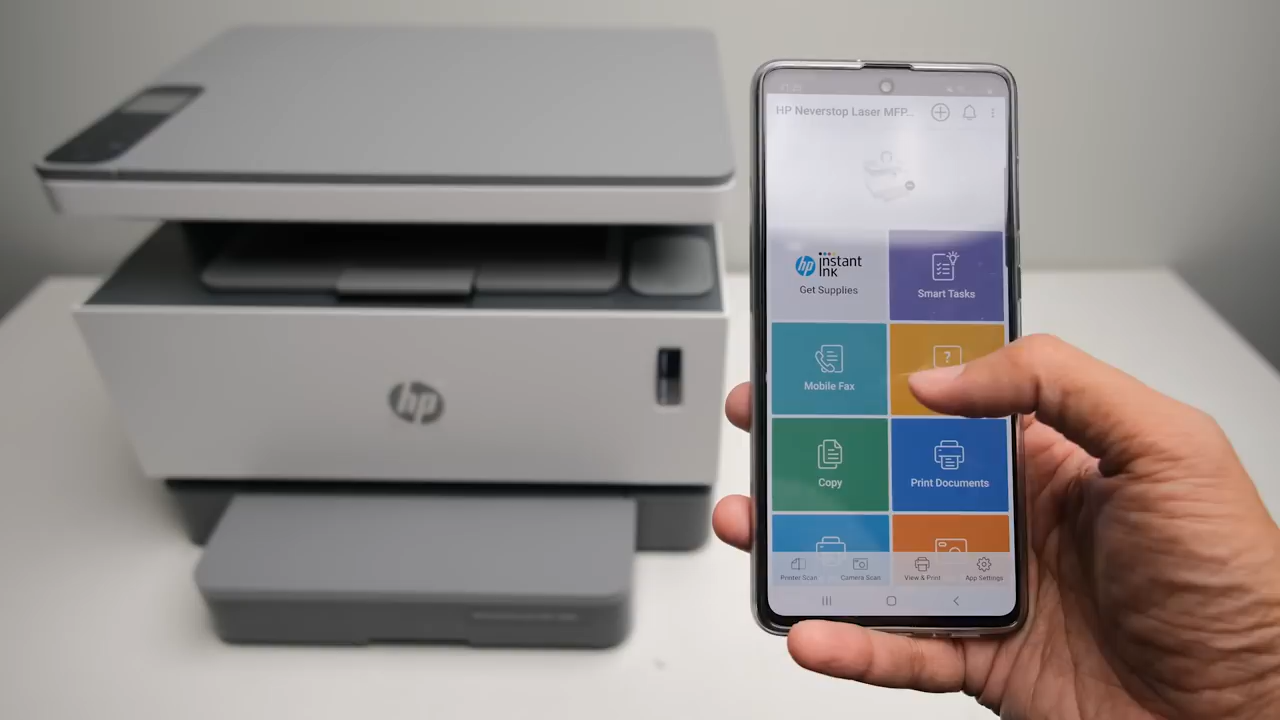 hp
HP Neverstop Laser MFP...
hp instant ink
Get Supplies
Smart Tasks
?
Mobile Fax
Copy
Print Documents
Printer Scan
Camera Scan
View & Print
App Settings